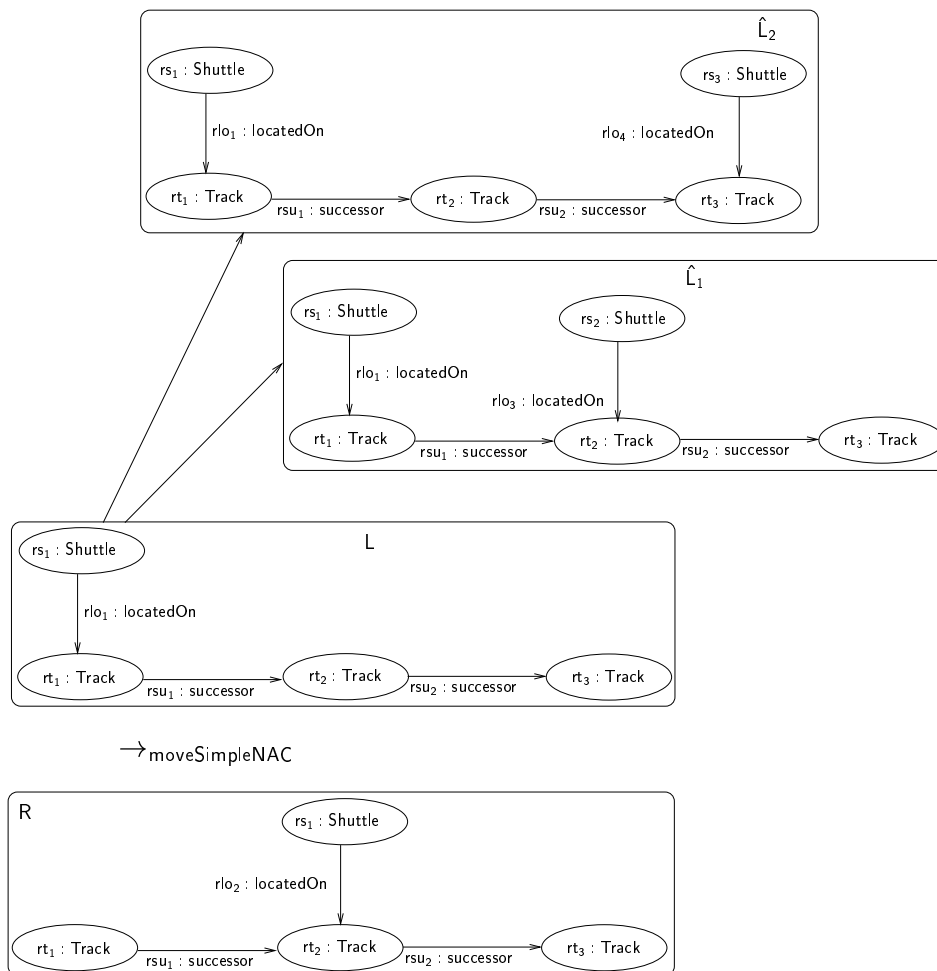 L̂₂
rs₁ : Shuttle
rs₃ : Shuttle
rlo₁ : locatedOn
rlo₄ : locatedOn
rt₁ : Track
rsu₁ : successor
rt₂ : Track
rsu₂ : successor
rt₃ : Track
L̂₁
rs₁ : Shuttle
rs₂ : Shuttle
rlo₁ : locatedOn
rlo₃ : locatedOn
rt₁ : Track
rsu₁ : successor
rt₂ : Track
rsu₂ : successor
rt₃ : Track
L
rs₁ : Shuttle
rlo₁ : locatedOn
rt₁ : Track
rsu₁ : successor
rt₂ : Track
rsu₂ : successor
rt₃ : Track
→moveSimpleNAC
R
rs₁ : Shuttle
rlo₂ : locatedOn
rt₁ : Track
rsu₁ : successor
rt₂ : Track
rsu₂ : successor
rt₃ : Track